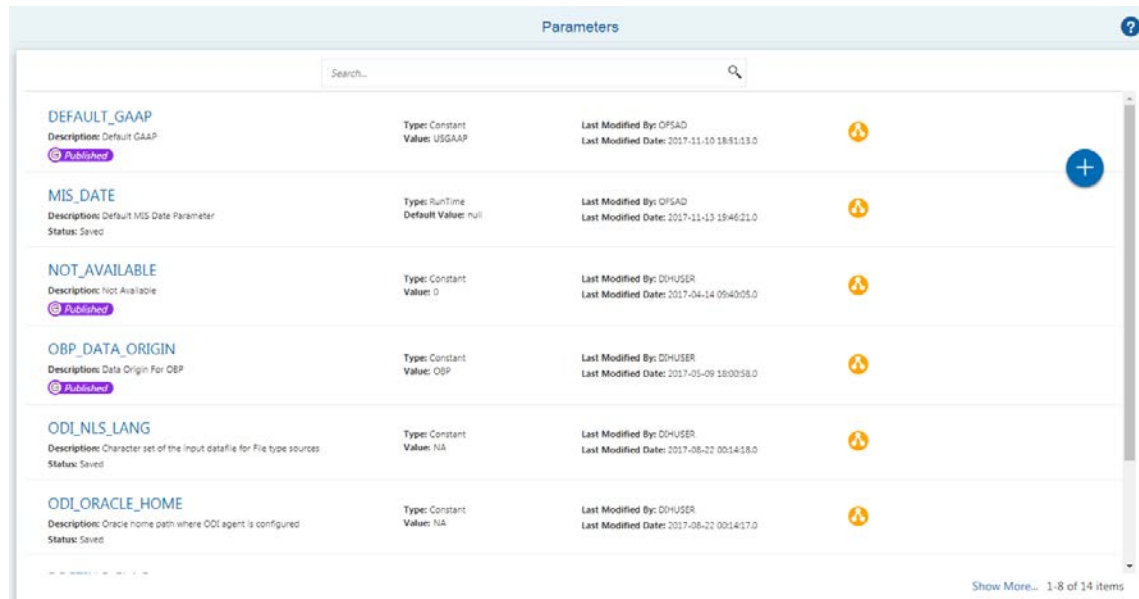 Parameters
?
Search...
DEFAULT_GAAP
Description: Default GAAP
G Published
Type: Constant
Value: USGAAP
Last Modified By: OFSAD
Last Modified Date: 2017-11-10 18:51:13.0
+
MIS_DATE
Description: Default MIS Date Parameter
Status: Saved
Type: RunTime
Default Value: null
Last Modified By: OFSAD
Last Modified Date: 2017-11-13 19:46:21.0
NOT_AVAILABLE
Description: Not Available
G Published
Type: Constant
Value: 0
Last Modified By: DIHUSER
Last Modified Date: 2017-04-14 09:40:05.0
OBP_DATA_ORIGIN
Description: Data Origin For OBP
G Published
Type: Constant
Value: OBP
Last Modified By: DIHUSER
Last Modified Date: 2017-05-09 18:00:58.0
ODI_NLS_LANG
Description: Character set of the input datafile for File type sources
Status: Saved
Type: Constant
Value: NA
Last Modified By: DIHUSER
Last Modified Date: 2017-08-22 00:14:18.0
ODI_ORACLE_HOME
Description: Oracle home path where ODI agent is configured
Status: Saved
Type: Constant
Value: NA
Last Modified By: DIHUSER
Last Modified Date: 2017-08-22 00:14:17.0
Show More... 1-8 of 14 items